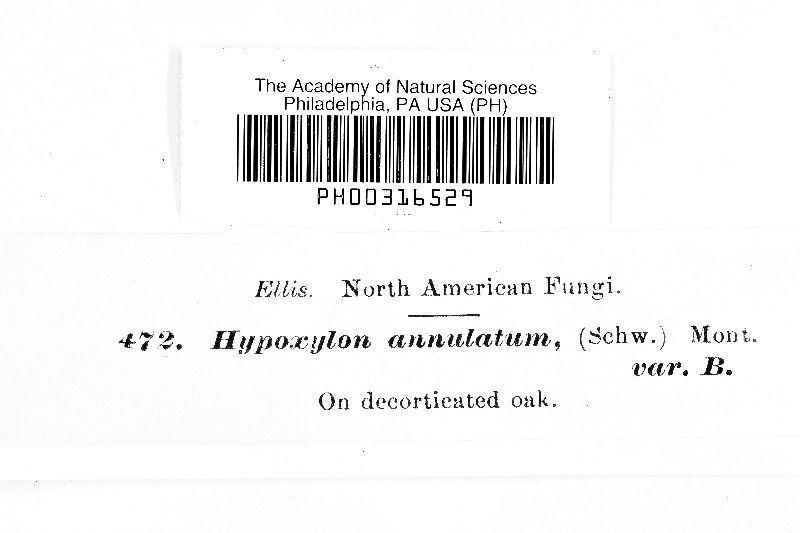 The Academy of Natural Sciences
Philadelphia, PA USA (PH)
PH00316529
Ellis. North American Fungi.
472. Hypoxylon annulatum, (Schw.) Mont.
var. B.
On decorticated oak.